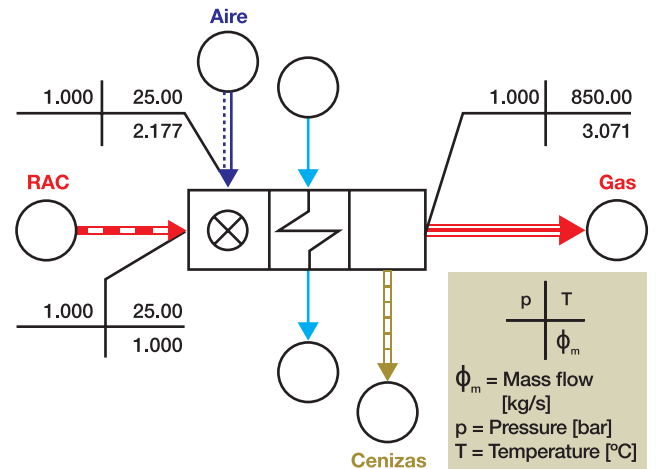 Aire
1.000 25.00
2.177
1.000 850.00
3.071
RAC
Gas
1.000 25.00
1.000
p T
ϕm
ϕm = Mass flow
[kg/s]
p = Pressure [bar]
T = Temperature [ºC]
Cenizas